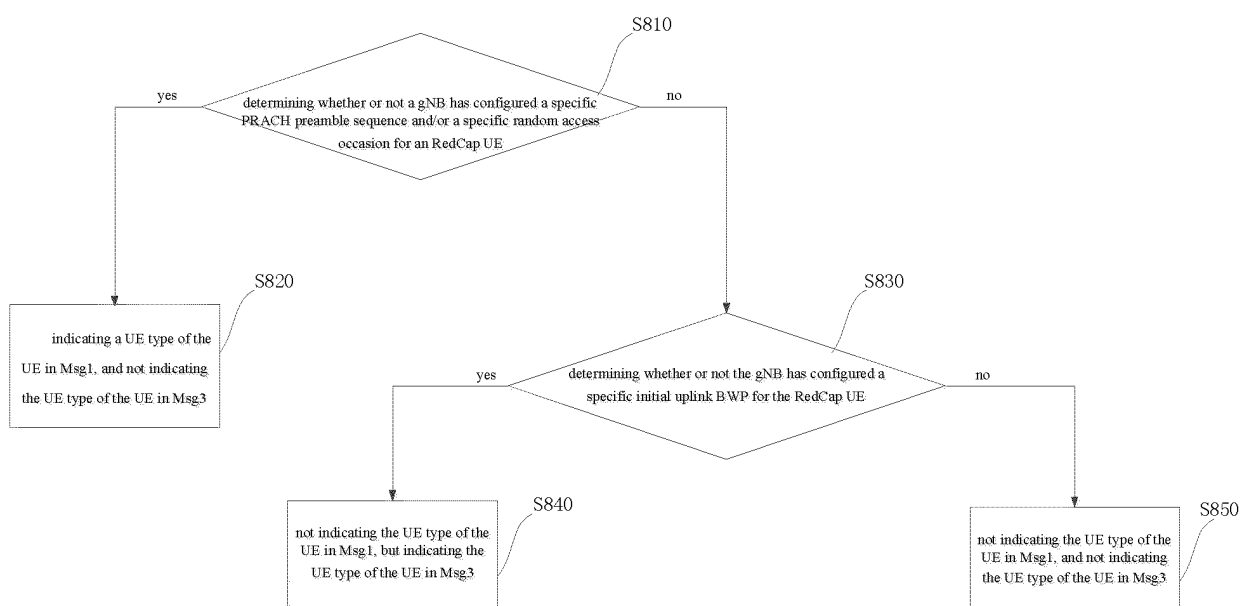 S810
yes
determining whether or not a gNB has configured a specific
PRACH preamble sequence and/or a specific random access
occasion for an RedCap UE
no
S820
indicating a UE type of the
UE in Msg1, and not indicating
the UE type of the UE in Msg3
S830
yes
determining whether or not the gNB has configured a
specific initial uplink BWP for the RedCap UE
no
S840
not indicating the UE type of the
UE in Msg1, but indicating the
UE type of the UE in Msg3
S850
not indicating the UE type of the
UE in Msg1, and not indicating
the UE type of the UE in Msg3